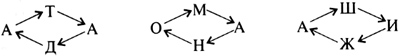 Т М Ш
А А О А А И
Д Н Ж